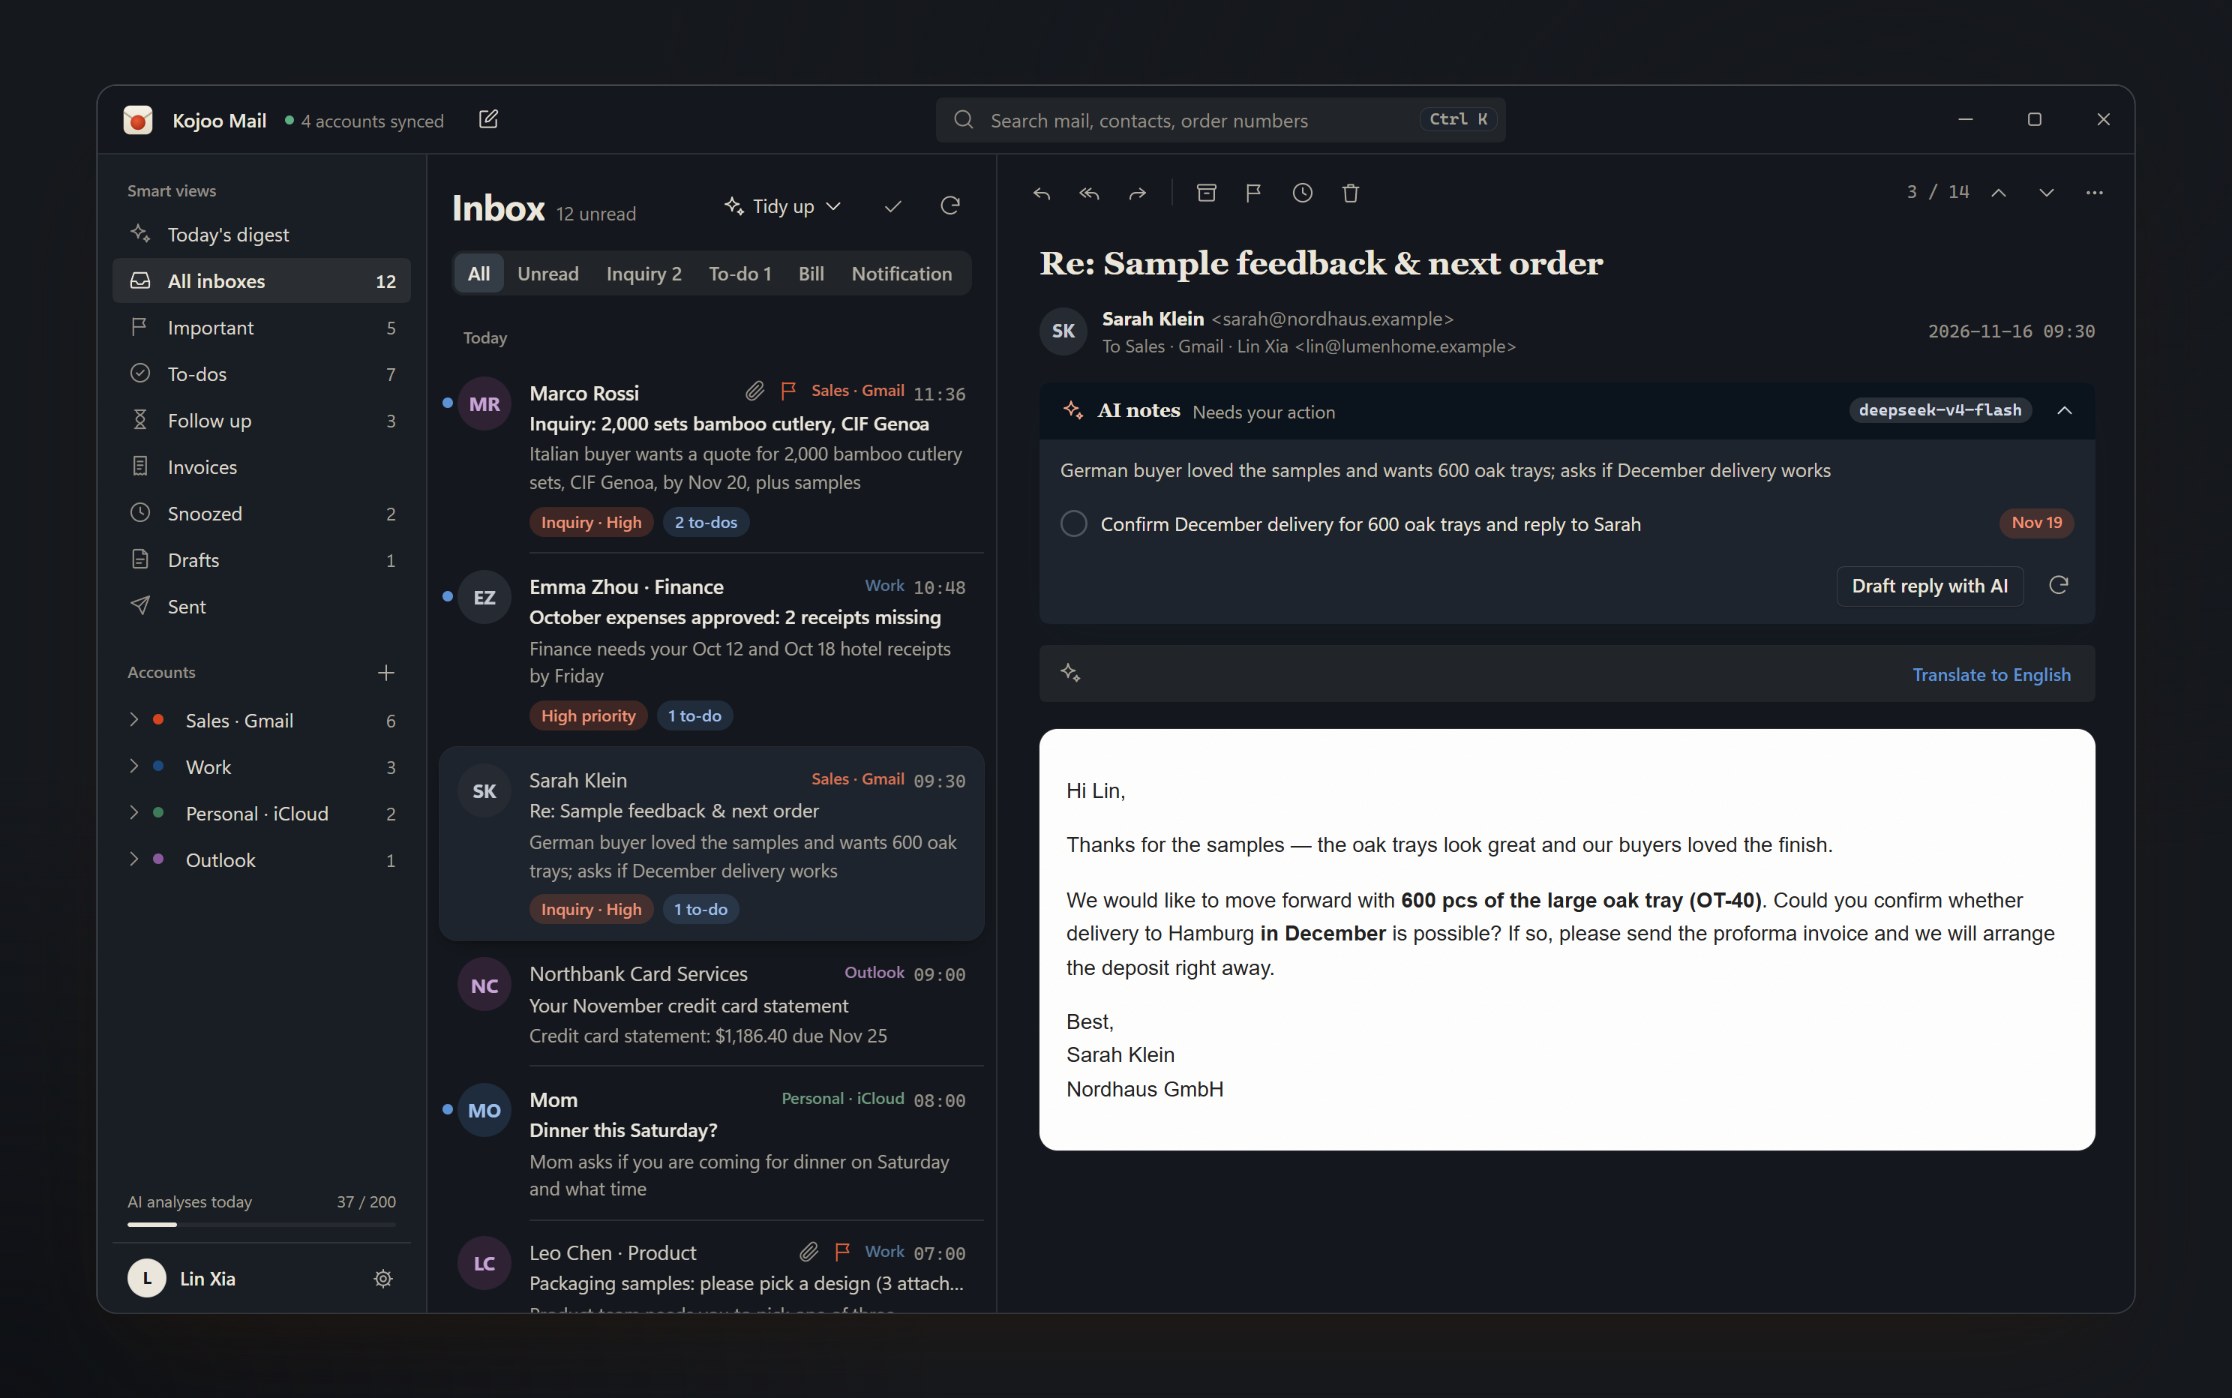 Kojoo Mail
4 accounts synced
Search mail, contacts, order numbers
Ctrl K
Smart views
Today's digest
All inboxes 12
Important 5
To-dos 7
Follow up 3
Invoices
Snoozed 2
Drafts 1
Sent
Accounts
Sales · Gmail 6
Work 3
Personal · iCloud 2
Outlook 1
AI analyses today 37 / 200
L Lin Xia
Inbox 12 unread
Tidy up
All Unread Inquiry 2 To-do 1 Bill Notification
Today
MR
Marco Rossi Sales · Gmail 11:36
Inquiry: 2,000 sets bamboo cutlery, CIF Genoa
Italian buyer wants a quote for 2,000 bamboo cutlery
sets, CIF Genoa, by Nov 20, plus samples
Inquiry · High 2 to-dos
EZ
Emma Zhou · Finance Work 10:48
October expenses approved: 2 receipts missing
Finance needs your Oct 12 and Oct 18 hotel receipts
by Friday
High priority 1 to-do
SK
Sarah Klein Sales · Gmail 09:30
Re: Sample feedback & next order
German buyer loved the samples and wants 600 oak
trays; asks if December delivery works
Inquiry · High 1 to-do
NC
Northbank Card Services Outlook 09:00
Your November credit card statement
Credit card statement: $1,186.40 due Nov 25
MO
Mom Personal · iCloud 08:00
Dinner this Saturday?
Mom asks if you are coming for dinner on Saturday
and what time
LC
Leo Chen · Product Work 07:00
Packaging samples: please pick a design (3 attach...
3 / 14
Re: Sample feedback & next order
SK
Sarah Klein <sarah@nordhaus.example>
To Sales · Gmail · Lin Xia <lin@lumenhome.example>
2026-11-16 09:30
AI notes Needs your action
deepseek-v4-flash
German buyer loved the samples and wants 600 oak trays; asks if December delivery works
Confirm December delivery for 600 oak trays and reply to Sarah
Nov 19
Draft reply with AI
Translate to English
Hi Lin,
Thanks for the samples — the oak trays look great and our buyers loved the finish.
We would like to move forward with 600 pcs of the large oak tray (OT-40). Could you confirm whether
delivery to Hamburg in December is possible? If so, please send the proforma invoice and we will arrange
the deposit right away.
Best,
Sarah Klein
Nordhaus GmbH